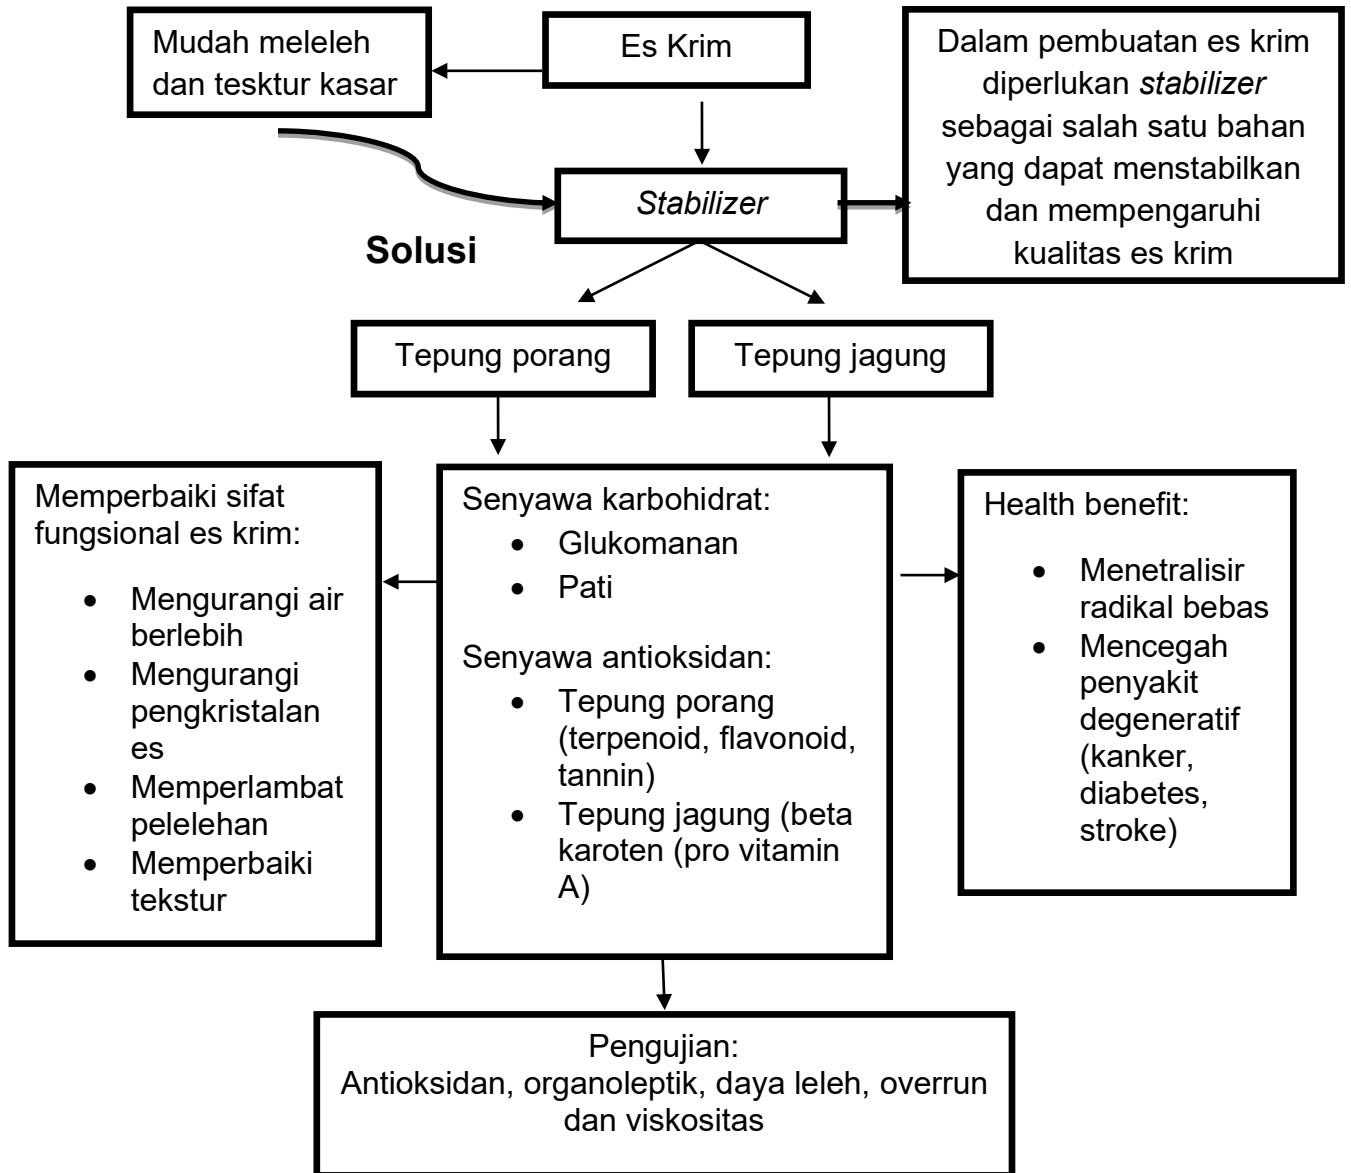 Mudah meleleh
dan tesktur kasar
Es Krim
Dalam pembuatan es krim
diperlukan stabilizer
sebagai salah satu bahan
yang dapat menstabilkan
dan mempengaruhi
kualitas es krim
Stabilizer
Solusi
Tepung porang
Tepung jagung
Memperbaiki sifat
fungsional es krim:
• Mengurangi air
berlebih
• Mengurangi
pengkristalan
es
• Memperlambat
pelelehan
• Memperbaiki
tekstur
Senyawa karbohidrat:
• Glukomanan
• Pati
Senyawa antioksidan:
• Tepung porang
(terpenoid, flavonoid,
tannin)
• Tepung jagung (beta
karoten (pro vitamin
A)
Health benefit:
• Menetralisir
radikal bebas
• Mencegah
penyakit
degeneratif
(kanker,
diabetes,
stroke)
Pengujian:
Antioksidan, organoleptik, daya leleh, overrun
dan viskositas